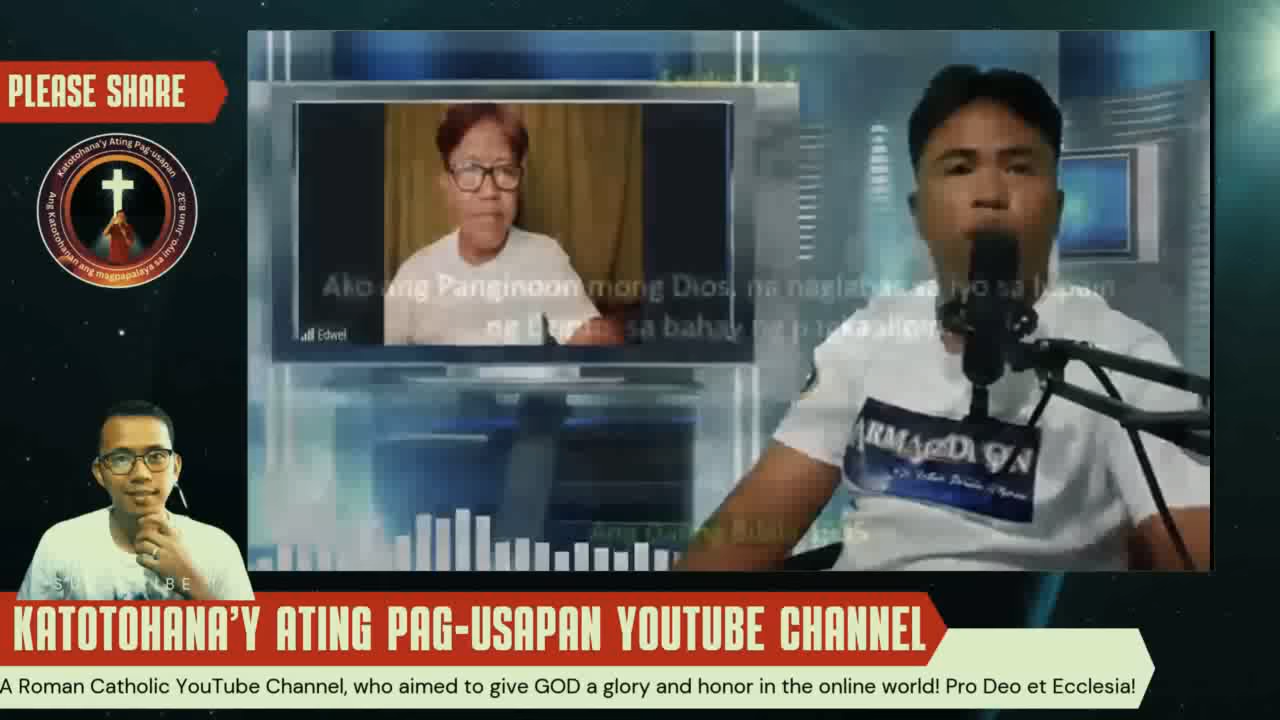 PLEASE SHARE
Katotohana'y Ating Pag-usapan
Ang Katotohanan ang magpapalaya sa inyo. Juan 8:32
Ako ang Panginoon mong Dios, na naglabas sa iyo sa lupain
sa bahay ng
Edwel
ARMAGEDDON
KATOTOHANA'Y ATING PAG-USAPAN YOUTUBE CHANNEL
A Roman Catholic YouTube Channel, who aimed to give GOD a glory and honor in the online world! Pro Deo et Ecclesia!